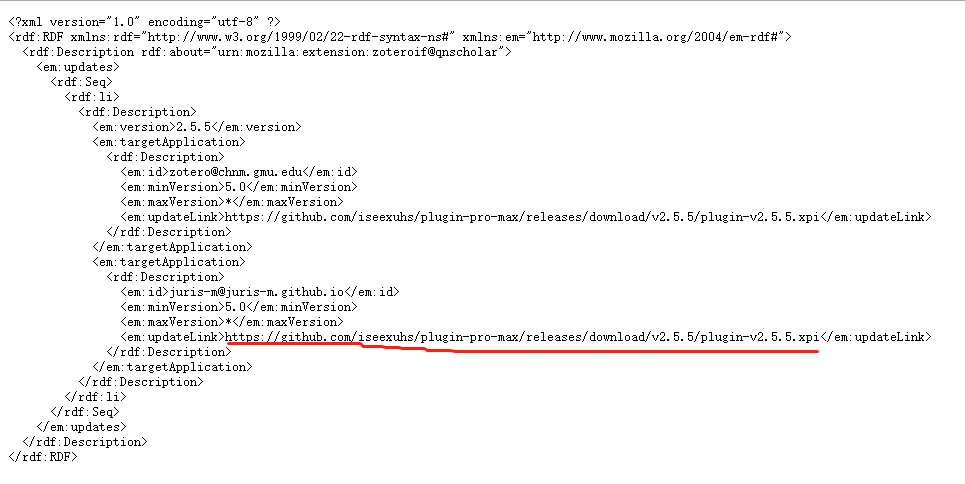 <?xml version="1.0" encoding="utf-8" ?>
<rdf:RDF xmlns:rdf="http://www.w3.org/1999/02/22-rdf-syntax-ns#" xmlns:em="http://www.mozilla.org/2004/em-rdf#">
<rdf:Description rdf:about="urn:mozilla:extension:zoteroif@qnscholar">
<em:updates>
<rdf:Seq>
<rdf:li>
<rdf:Description>
<em:version>2.5.5</em:version>
<em:targetApplication>
<rdf:Description>
<em:id>zotero@chnm.gmu.edu</em:id>
<em:minVersion>5.0</em:minVersion>
<em:maxVersion>*</em:maxVersion>
<em:updateLink>https://github.com/iseexuhs/plugin-pro-max/releases/download/v2.5.5/plugin-v2.5.5.xpi</em:updateLink>
</rdf:Description>
</em:targetApplication>
<em:targetApplication>
<rdf:Description>
<em:id>juris-m@juris-m.github.io</em:id>
<em:minVersion>5.0</em:minVersion>
<em:maxVersion>*</em:maxVersion>
<em:updateLink>https://github.com/iseexuhs/plugin-pro-max/releases/download/v2.5.5/plugin-v2.5.5.xpi</em:updateLink>
</rdf:Description>
</em:targetApplication>
</rdf:Description>
</rdf:li>
</rdf:Seq>
</em:updates>
</rdf:Description>
</rdf:RDF>